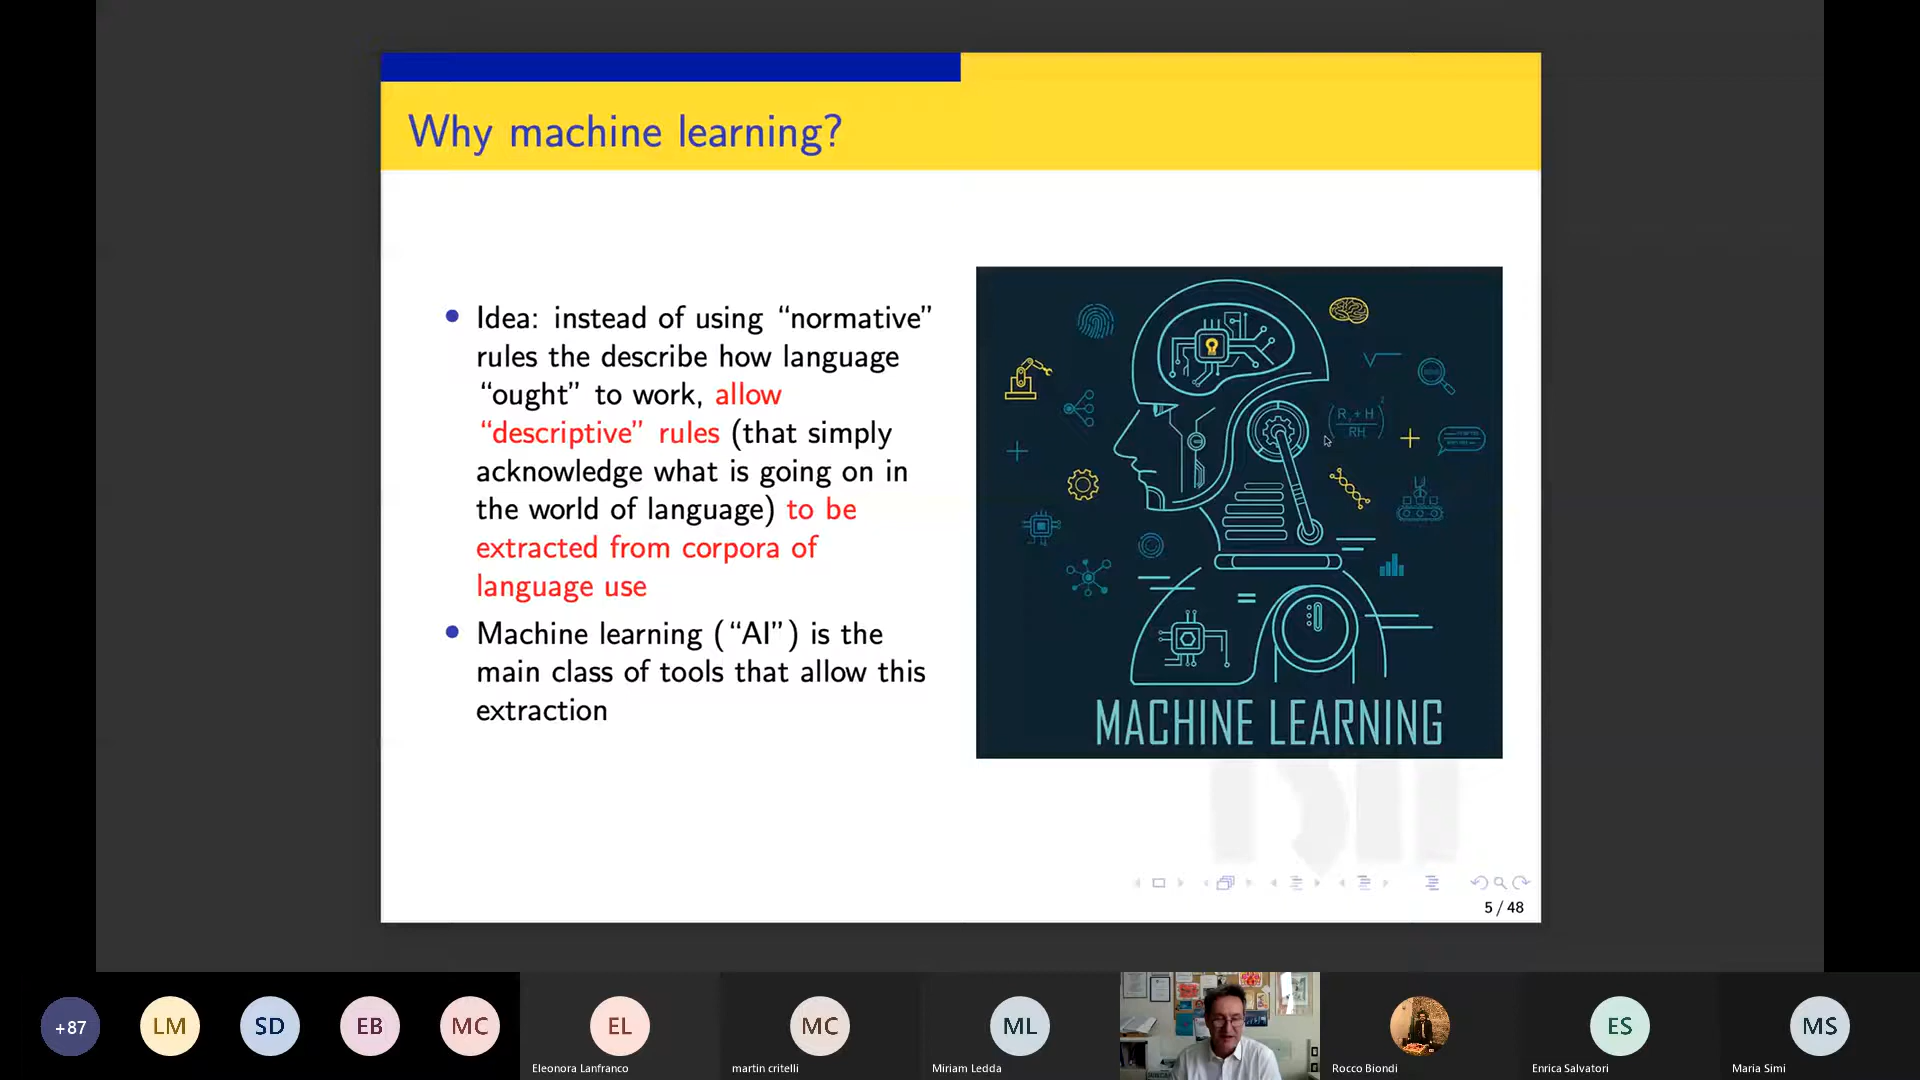 Why machine learning?
Idea: instead of using “normative”
rules the describe how language
“ought” to work, allow
“descriptive” rules (that simply
acknowledge what is going on in
the world of language) to be
extracted from corpora of
language use
Machine learning (“AI”) is the
main class of tools that allow this
extraction
R + H
RH
2
MACHINE LEARNING
5 / 48
+87
LM
SD
EB
MC
EL
Eleonora Lanfranco
MC
martin critelli
ML
Miriam Ledda
Rocco Biondi
ES
Enrica Salvatori
MS
Maria Simi